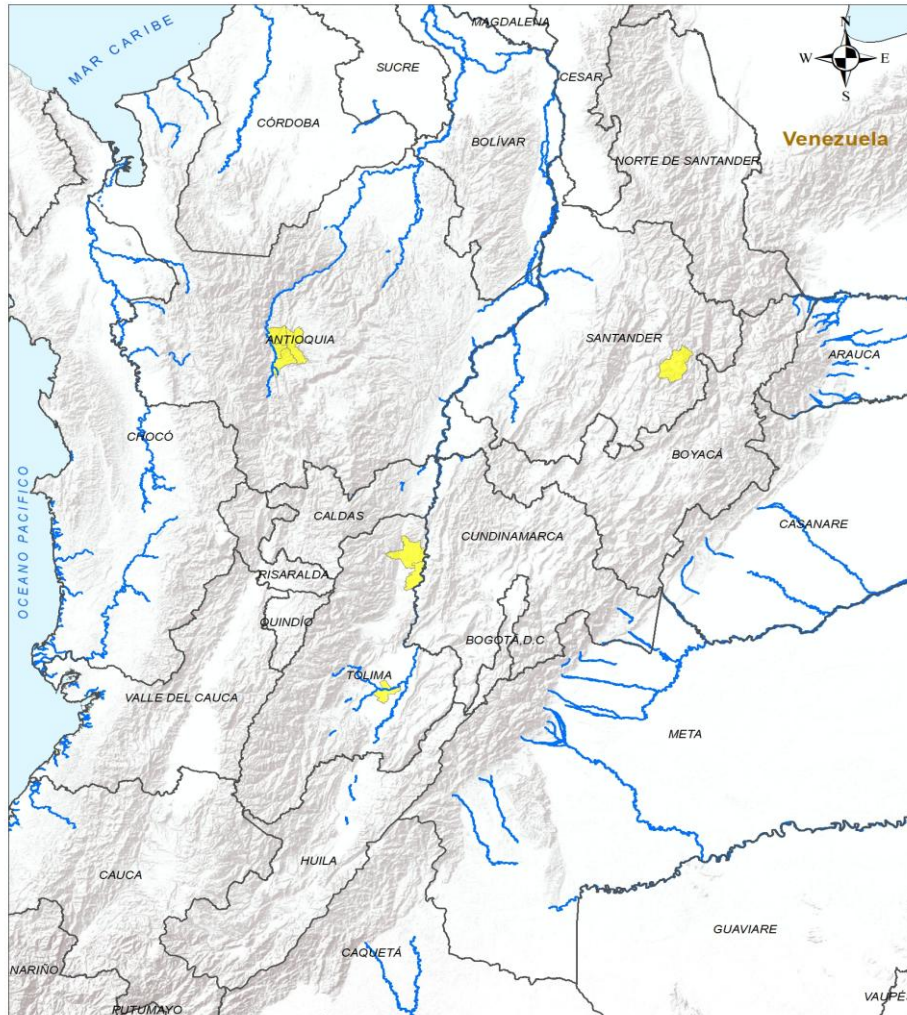 MAGDALENA
MAR CARIBE
N
W E
S
SUCRE
CESAR
CÓRDOBA
BOLÍVAR
Venezuela
NORTE DE SANTANDER
ANTIOQUIA
SANTANDER
ARAUCA
CHOCÓ
BOYACÁ
OCEANO PACIFICO
CALDAS
CASANARE
CUNDINAMARCA
RISARALDA
QUINDÍO
BOGOTÁ, D.C
TOLIMA
VALLE DEL CAUCA
META
HUILA
CAUCA
GUAVIARE
CAQUETÁ
NARIÑO
VAUPÉ
PUTUMAYO